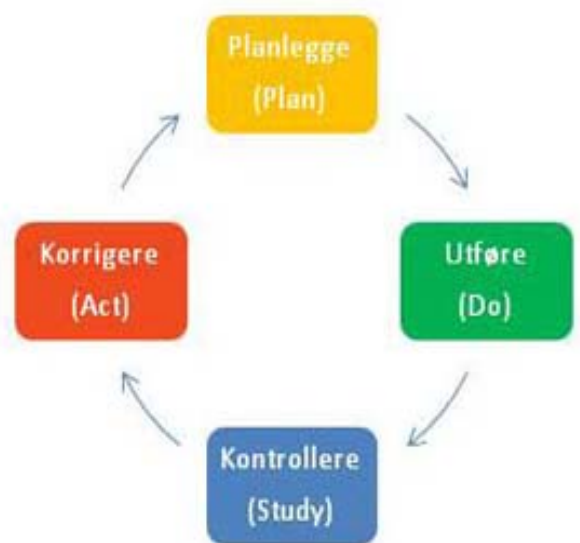 Planlegge
(Plan)
Utføre
(Do)
Kontrollere
(Study)
Korrigere
(Act)